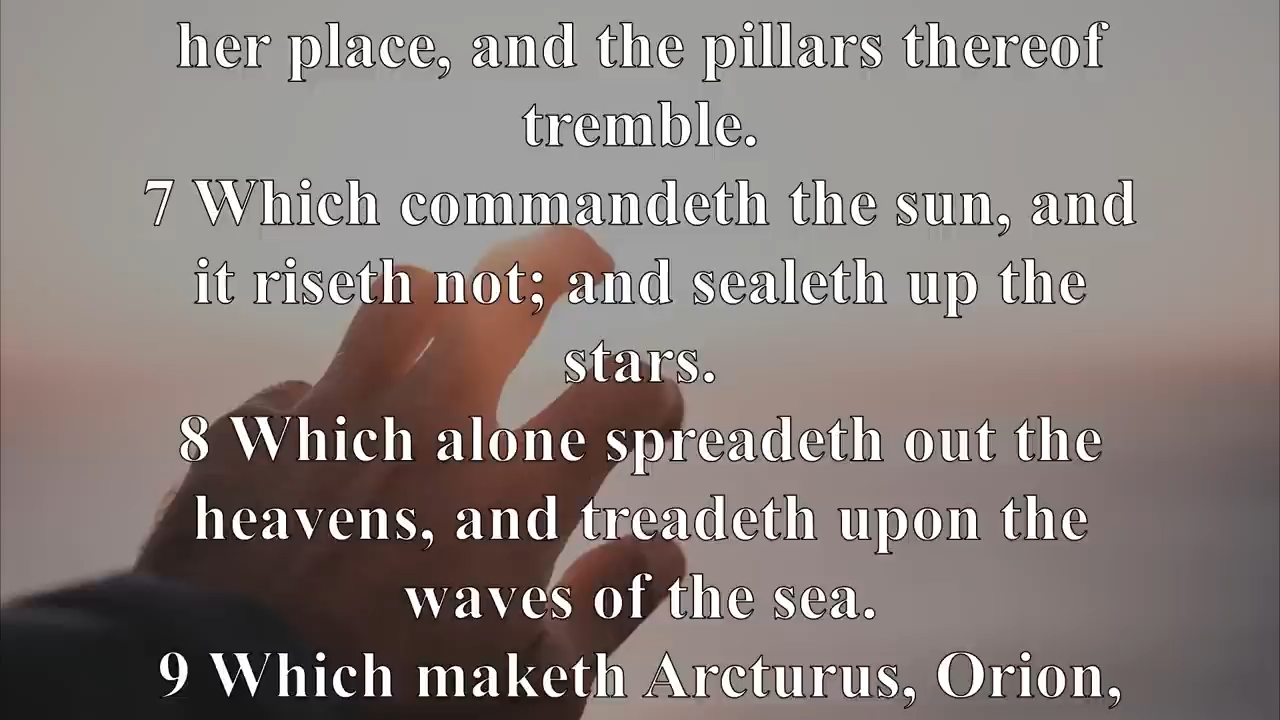 her place, and the pillars thereof
tremble.
7 Which commandeth the sun, and
it riseth not; and sealeth up the
stars.
8 Which alone spreadeth out the
heavens, and treadeth upon the
waves of the sea.
9 Which maketh Arcturus, Orion,